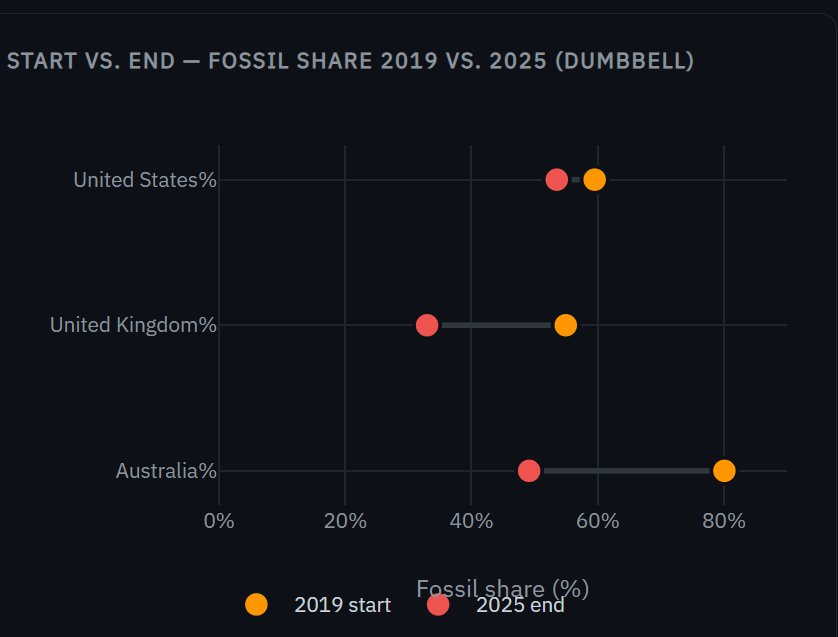 START VS. END — FOSSIL SHARE 2019 VS. 2025 (DUMBBELL)
United States%
United Kingdom%
Australia%
0% 20% 40% 60% 80%
Fossil share (%)
2019 start 2025 end